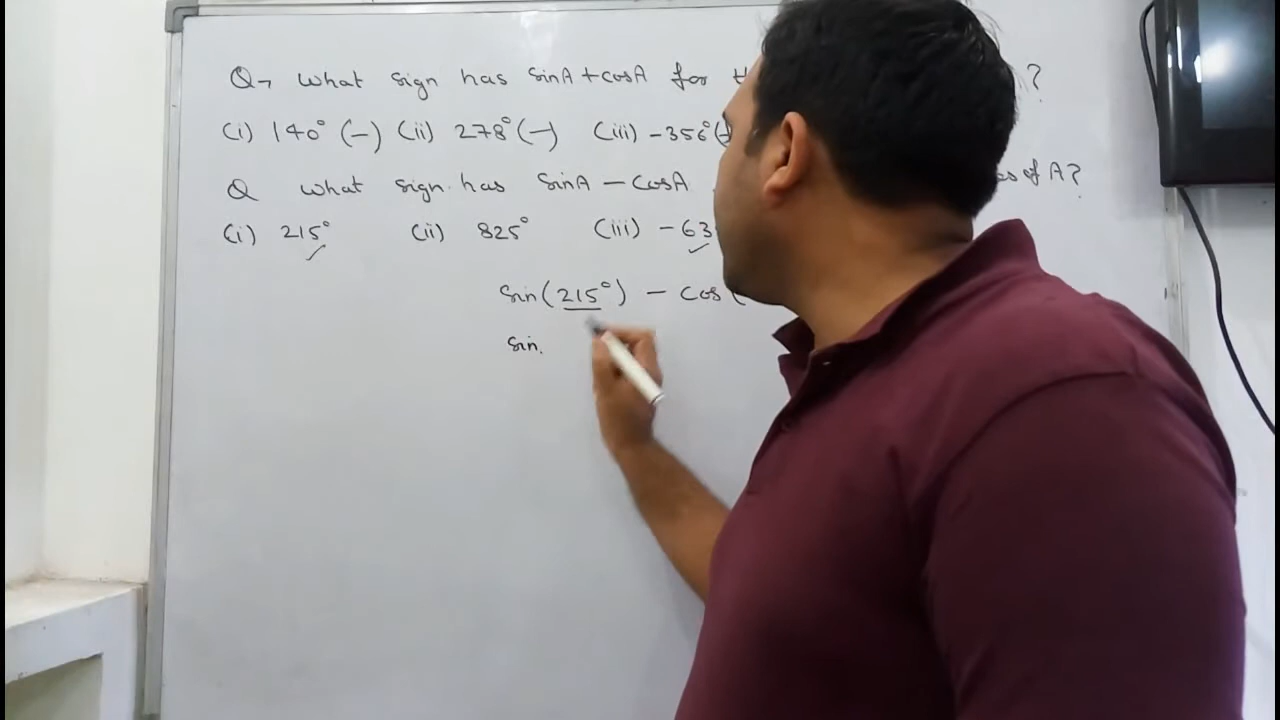 Q→ What sign has sinA + cosA for ?
(i) 140° (−) (ii) 278° (−) (iii) −356°
Q What sign has SinA − CosA of A?
(i) 215° (ii) 825° (iii) −63
Sin(215°) − Cos (
Sin